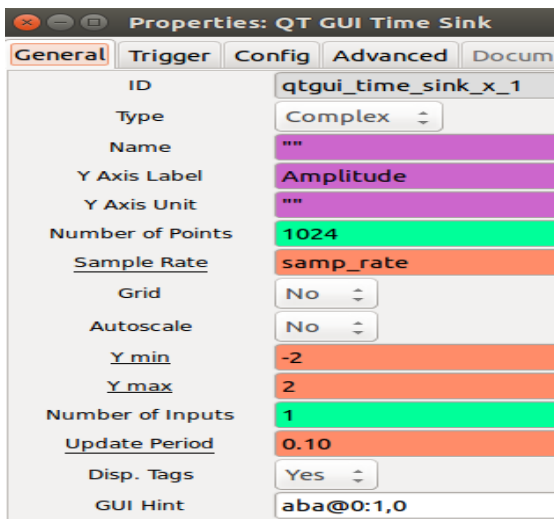 Properties: QT GUI Time Sink
General Trigger Config Advanced Docum
ID qtgui_time_sink_x_1
Type Complex
Name ""
Y Axis Label Amplitude
Y Axis Unit ""
Number of Points 1024
Sample Rate samp_rate
Grid No
Autoscale No
Y min -2
Y max 2
Number of Inputs 1
Update Period 0.10
Disp. Tags Yes
GUI Hint aba@0:1,0